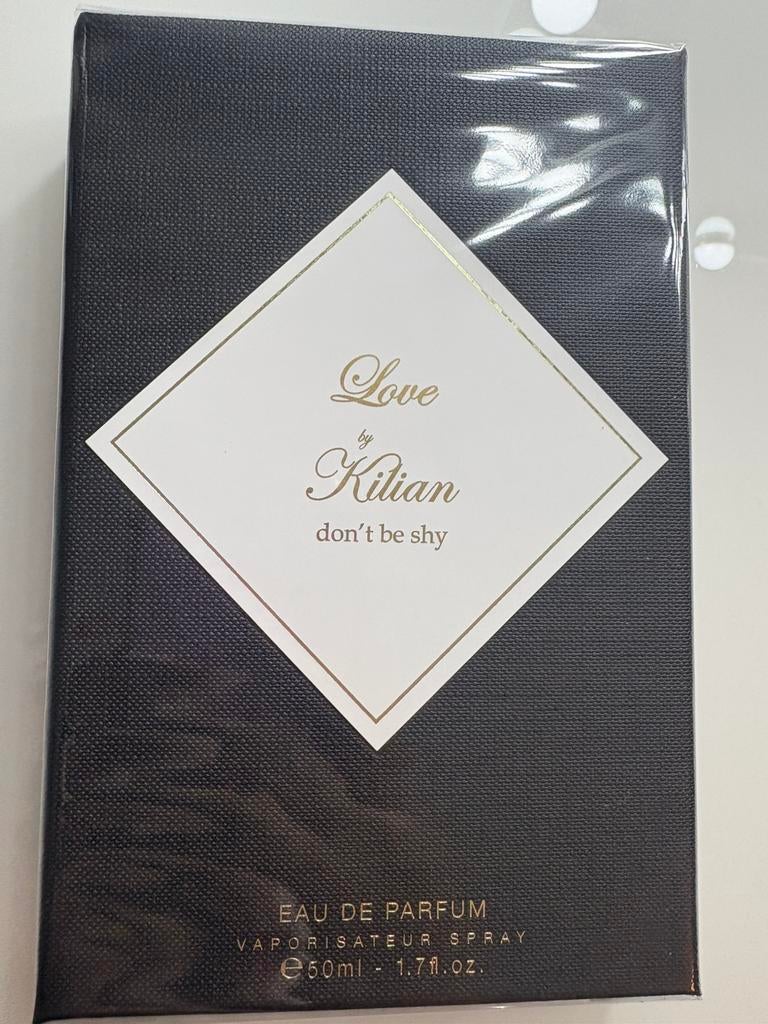 Love
by
Kilian
don't be shy
EAU DE PARFUM
VAPORISATEUR SPRAY
℮50ml - 1.7fl.oz.